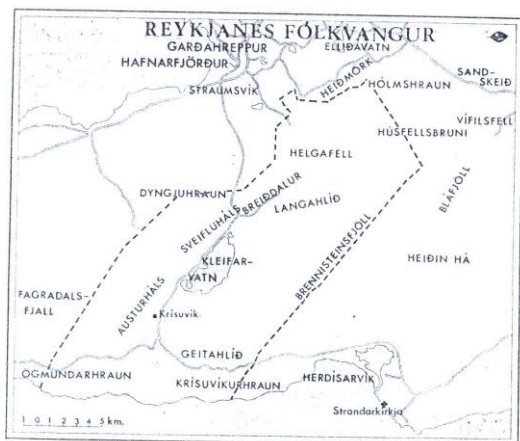 REYKJANES FÓLKVANGUR
GARÐAHREPPUR
ELLIÐAVATN
HAFNARFJÖRÐUR
HEIÐMÖRK
SAND-
SKEIÐ
STRAUMSVÍK
HÓLMSHRAUN
VÍFILSFELL
HÚSFELLSBRUNI
HELGAFELL
DYNGJUHRAUN
BREIÐDALUR
LANGAHLÍÐ
BLÁFJÖLL
SVEIFLUHÁLS
KLEIFAR-
VATN
BRENNISTEINSFJÖLL
HEIÐIN HÁ
FAGRADALS-
FJALL
AUSTURHÁLS
Krísuvík
GEITAHLÍÐ
ÖGMUNDARHRAUN
KRÍSUVÍKURHRAUN
HERDÍSARVÍK
Strandarkirkja
1 0 1 2 3 4 5 km.